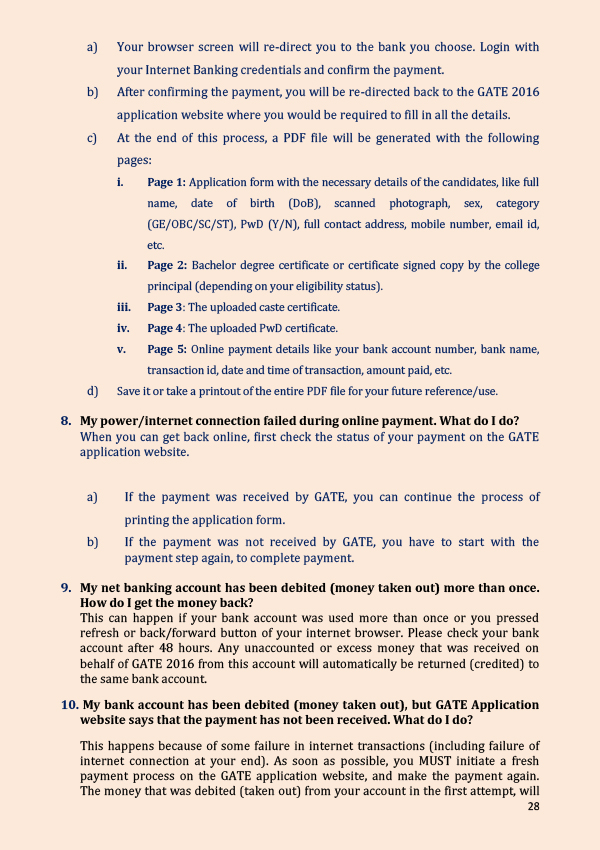 a) Your browser screen will re-direct you to the bank you choose. Login with
your Internet Banking credentials and confirm the payment.
b) After confirming the payment, you will be re-directed back to the GATE 2016
application website where you would be required to fill in all the details.
c) At the end of this process, a PDF file will be generated with the following
pages:
i. Page 1: Application form with the necessary details of the candidates, like full
name, date of birth (DoB), scanned photograph, sex, category
(GE/OBC/SC/ST), PwD (Y/N), full contact address, mobile number, email id,
etc.
ii. Page 2: Bachelor degree certificate or certificate signed copy by the college
principal (depending on your eligibility status).
iii. Page 3: The uploaded caste certificate.
iv. Page 4: The uploaded PwD certificate.
v. Page 5: Online payment details like your bank account number, bank name,
transaction id, date and time of transaction, amount paid, etc.
d) Save it or take a printout of the entire PDF file for your future reference/use.
8. My power/internet connection failed during online payment. What do I do?
When you can get back online, first check the status of your payment on the GATE
application website.
a) If the payment was received by GATE, you can continue the process of
printing the application form.
b) If the payment was not received by GATE, you have to start with the
payment step again, to complete payment.
9. My net banking account has been debited (money taken out) more than once.
How do I get the money back?
This can happen if your bank account was used more than once or you pressed
refresh or back/forward button of your internet browser. Please check your bank
account after 48 hours. Any unaccounted or excess money that was received on
behalf of GATE 2016 from this account will automatically be returned (credited) to
the same bank account.
10. My bank account has been debited (money taken out), but GATE Application
website says that the payment has not been received. What do I do?
This happens because of some failure in internet transactions (including failure of
internet connection at your end). As soon as possible, you MUST initiate a fresh
payment process on the GATE application website, and make the payment again.
The money that was debited (taken out) from your account in the first attempt, will
28